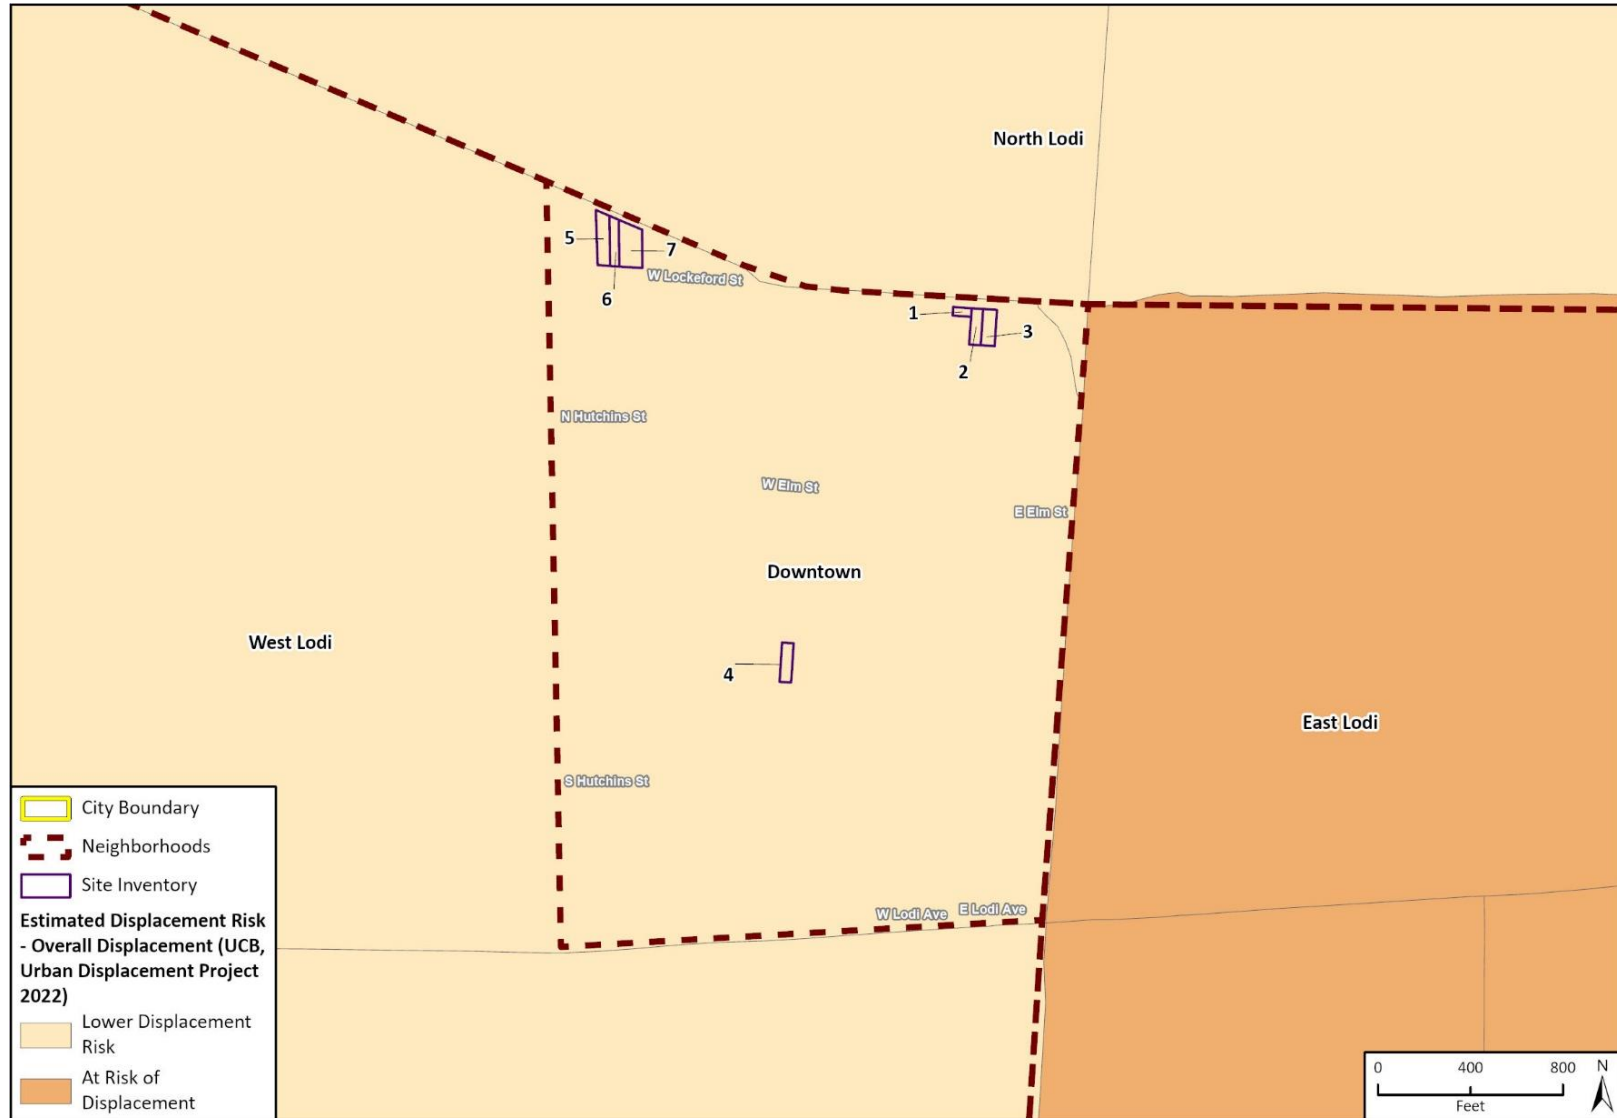 North Lodi
5
7
W Lockeford St
6
1
3
2
N Hutchins St
W Elm St
E Elm St
Downtown
West Lodi
4
East Lodi
S Hutchins St
W Lodi Ave
E Lodi Ave
City Boundary
Neighborhoods
Site Inventory
Estimated Displacement Risk
- Overall Displacement (UCB,
Urban Displacement Project
2022)
Lower Displacement
Risk
At Risk of
Displacement
0 400 800
Feet
N